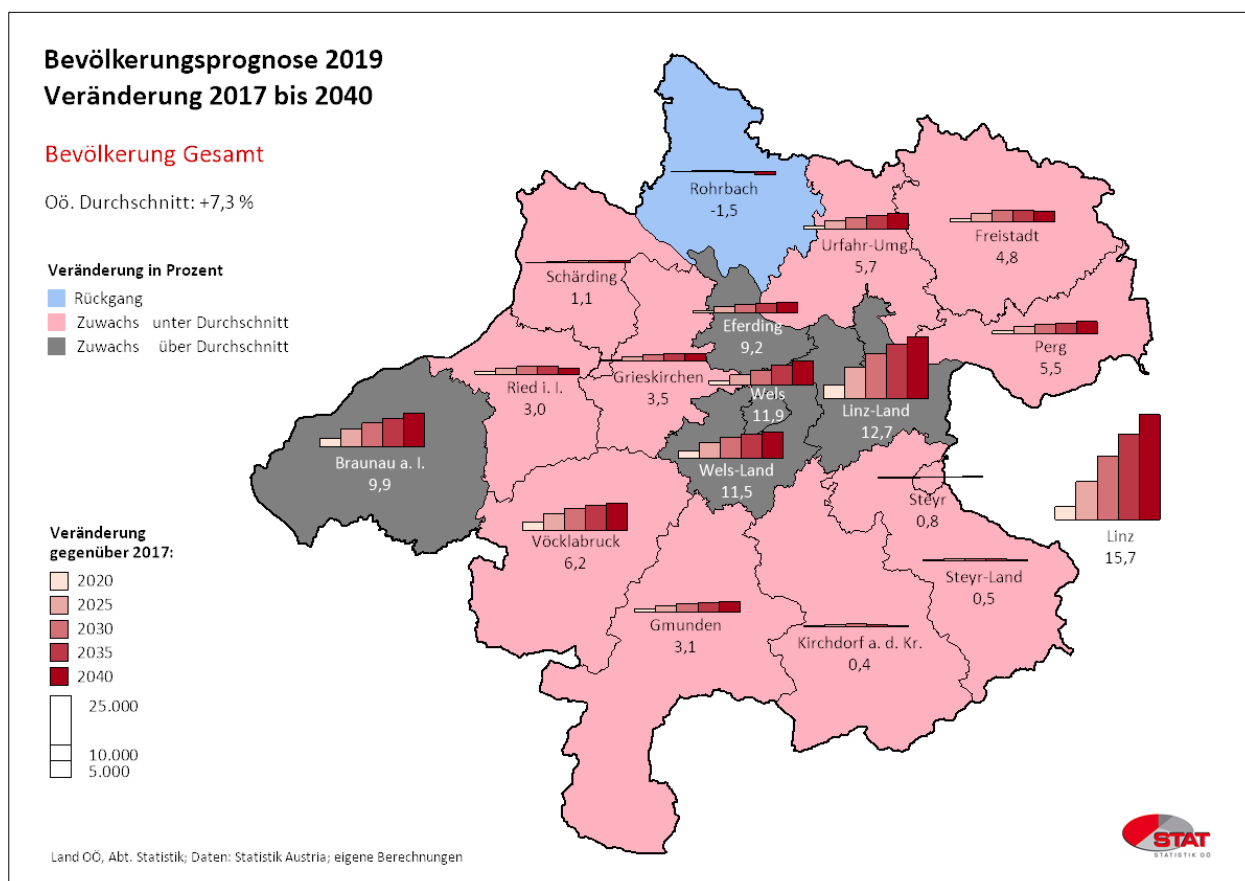 Bevölkerungsprognose 2019
Veränderung 2017 bis 2040
Bevölkerung Gesamt
Oö. Durchschnitt: +7,3 %
Veränderung in Prozent
Rückgang
Zuwachs unter Durchschnitt
Zuwachs über Durchschnitt
Rohrbach
-1,5
Urfahr-Umg
5,7
Freistadt
4,8
Schärding
1,1
Eferding
9,2
Perg
5,5
Ried i. I.
3,0
Grieskirchen
3,5
Wels
11,9
Linz-Land
12,7
Braunau a. I.
9,9
Wels-Land
11,5
Steyr
0,8
Linz
15,7
Vöcklabruck
6,2
Steyr-Land
0,5
Gmunden
3,1
Kirchdorf a. d. Kr.
0,4
Veränderung
gegenüber 2017:
2020
2025
2030
2035
2040
25.000
10.000
5.000
Land OÖ, Abt. Statistik; Daten: Statistik Austria; eigene Berechnungen
STAT
STATISTIK OÖ